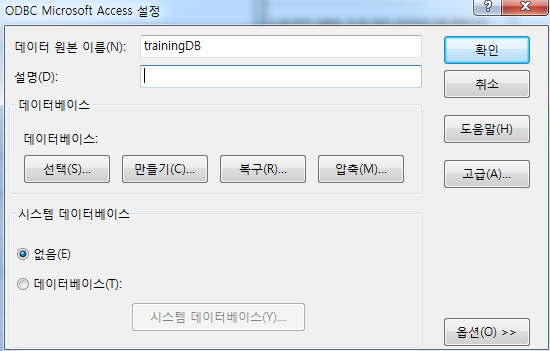 ODBC Microsoft Access 설정
데이터 원본 이름(N): trainingDB
확인
설명(D):
취소
데이터베이스
데이터베이스:
도움말(H)
선택(S)... 만들기(C)... 복구(R)... 압축(M)...
고급(A)...
시스템 데이터베이스
없음(E)
데이터베이스(T):
시스템 데이터베이스(Y)...
옵션(O) >>